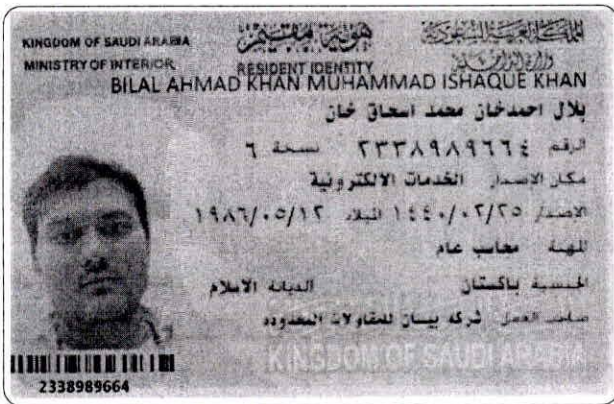 KINGDOM OF SAUDI ARABIA
MINISTRY OF INTERIOR
هوية مقيم
RESIDENT IDENTITY
المملكة العربية السعودية
وزارة الداخلية
BILAL AHMAD KHAN MUHAMMAD ISHAQUE KHAN
بلال احمدخان محمد اسحاق خان
الرقم ٢٣٣٨٩٨٩٦٦٤ نسخة ٦
مكان الاصدار الخدمات الالكترونية
الاصدار ١٤٤٠/٠٢/٢٥ الميلاد ١٩٨٦/٠٥/١٢
المهنة محاسب عام
الجنسية باكستان الديانة الاسلام
صاحب العمل شركه بيسان للمقاولات المحدوده
KINGDOM OF SAUDI ARABIA
2338989664